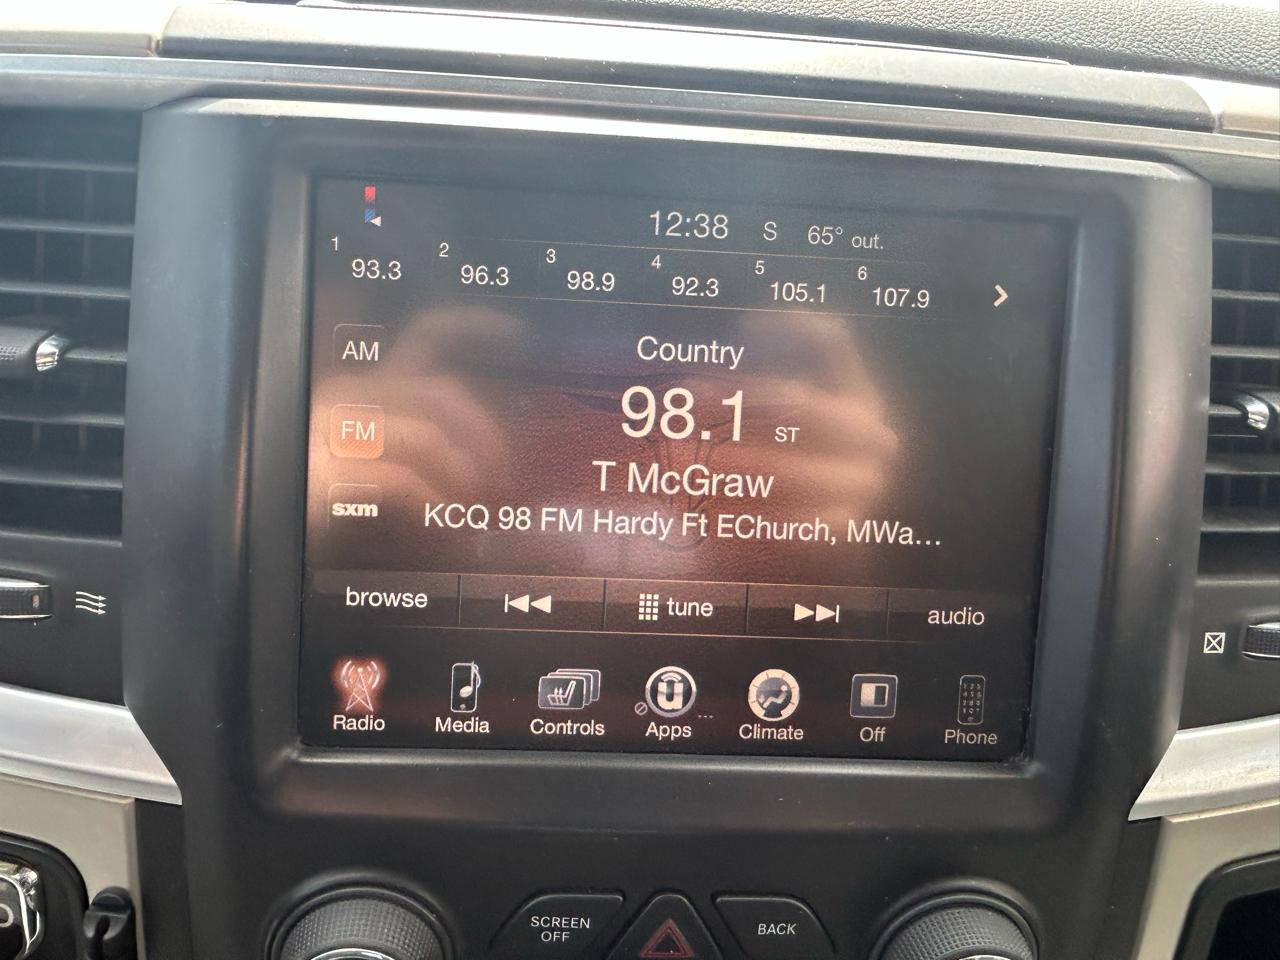 12:38 S 65° out.
1 93.3 2 96.3 3 98.9 4 92.3 5 105.1 6 107.9
AM
Country
FM
98.1 ST
T McGraw
sxm
KCQ 98 FM Hardy Ft EChurch, MWa...
browse tune audio
Radio Media Controls Apps Climate Off Phone
SCREEN OFF
BACK